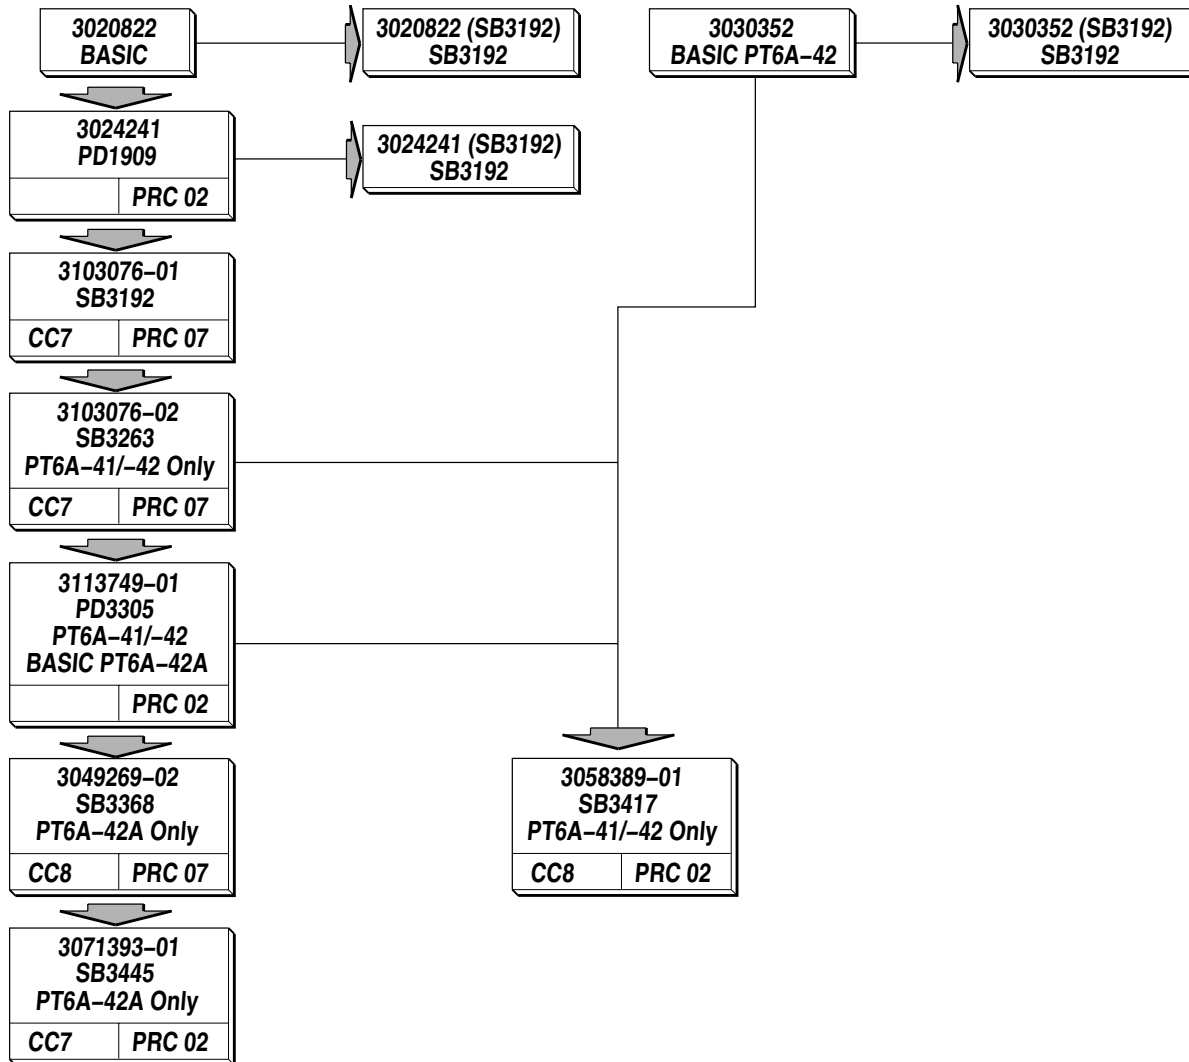 3020822
BASIC
3020822 (SB3192)
SB3192
3030352
BASIC PT6A–42
3030352 (SB3192)
SB3192
3024241
PD1909
PRC 02
3024241 (SB3192)
SB3192
3103076–01
SB3192
CC7 PRC 07
3103076–02
SB3263
PT6A–41/–42 Only
CC7 PRC 07
3113749–01
PD3305
PT6A–41/–42
BASIC PT6A–42A
PRC 02
3049269–02
SB3368
PT6A–42A Only
CC8 PRC 07
3058389–01
SB3417
PT6A–41/–42 Only
CC8 PRC 02
3071393–01
SB3445
PT6A–42A Only
CC7 PRC 02